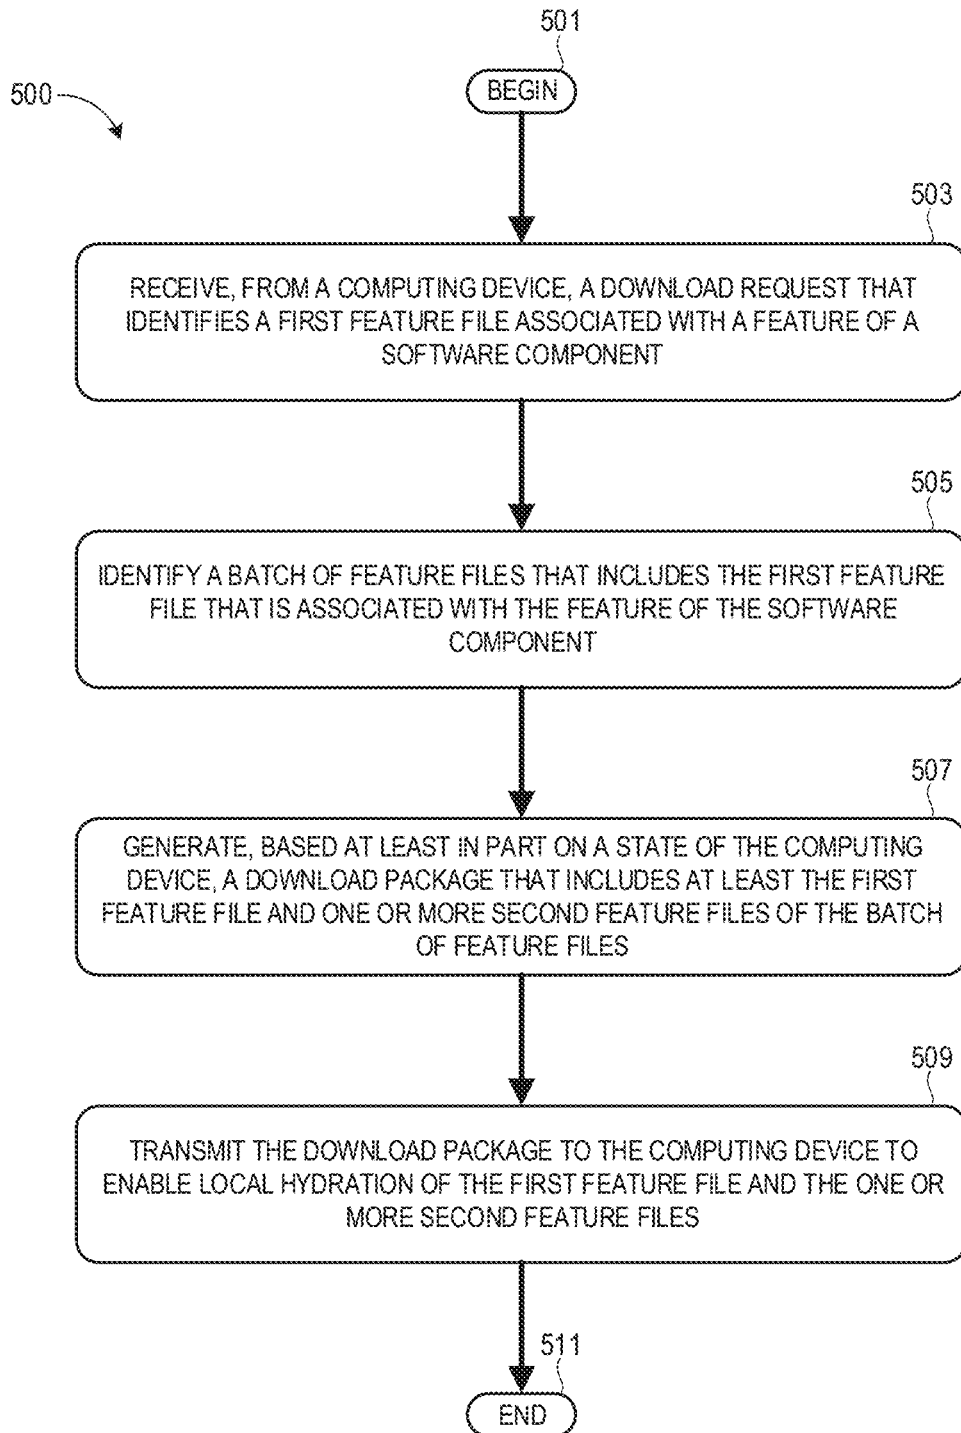 501
BEGIN
500
503
RECEIVE, FROM A COMPUTING DEVICE, A DOWNLOAD REQUEST THAT
IDENTIFIES A FIRST FEATURE FILE ASSOCIATED WITH A FEATURE OF A
SOFTWARE COMPONENT
505
IDENTIFY A BATCH OF FEATURE FILES THAT INCLUDES THE FIRST FEATURE
FILE THAT IS ASSOCIATED WITH THE FEATURE OF THE SOFTWARE
COMPONENT
507
GENERATE, BASED AT LEAST IN PART ON A STATE OF THE COMPUTING
DEVICE, A DOWNLOAD PACKAGE THAT INCLUDES AT LEAST THE FIRST
FEATURE FILE AND ONE OR MORE SECOND FEATURE FILES OF THE BATCH
OF FEATURE FILES
509
TRANSMIT THE DOWNLOAD PACKAGE TO THE COMPUTING DEVICE TO
ENABLE LOCAL HYDRATION OF THE FIRST FEATURE FILE AND THE ONE OR
MORE SECOND FEATURE FILES
511
END